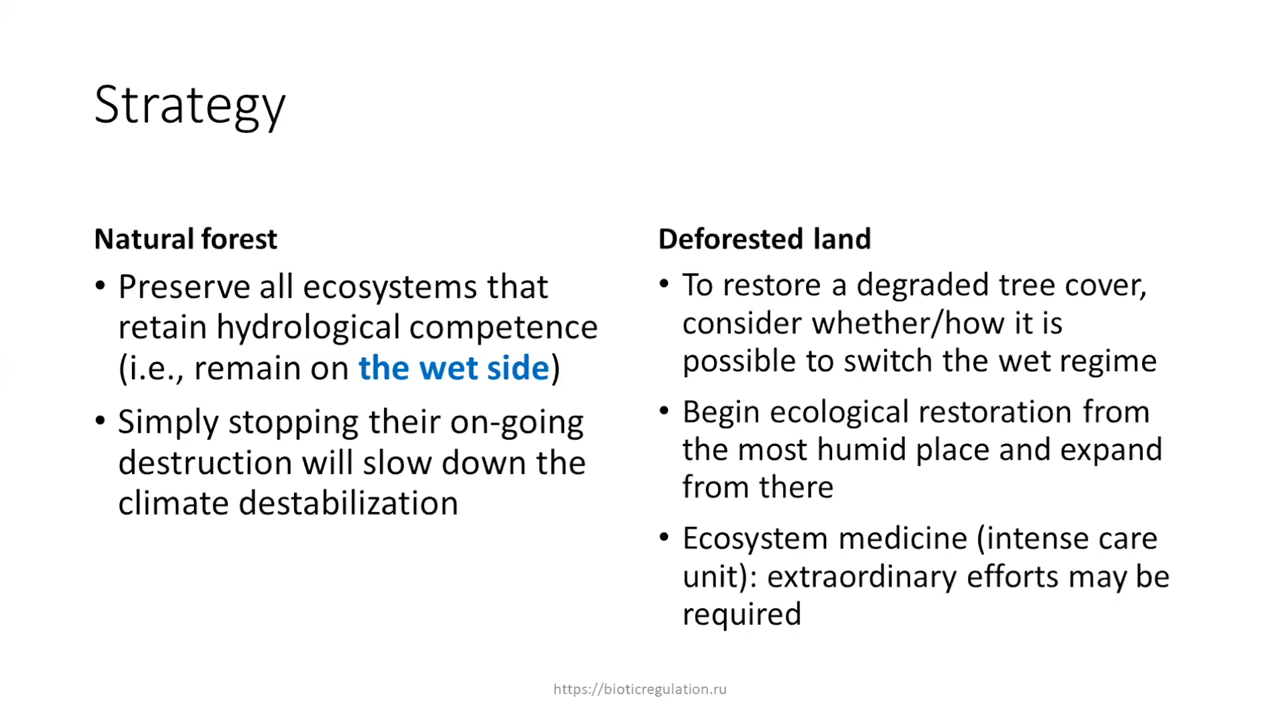 Strategy
Natural forest
• Preserve all ecosystems that
retain hydrological competence
(i.e., remain on the wet side)
• Simply stopping their on-going
destruction will slow down the
climate destabilization
Deforested land
• To restore a degraded tree cover,
consider whether/how it is
possible to switch the wet regime
• Begin ecological restoration from
the most humid place and expand
from there
• Ecosystem medicine (intense care
unit): extraordinary efforts may be
required
https://bioticregulation.ru